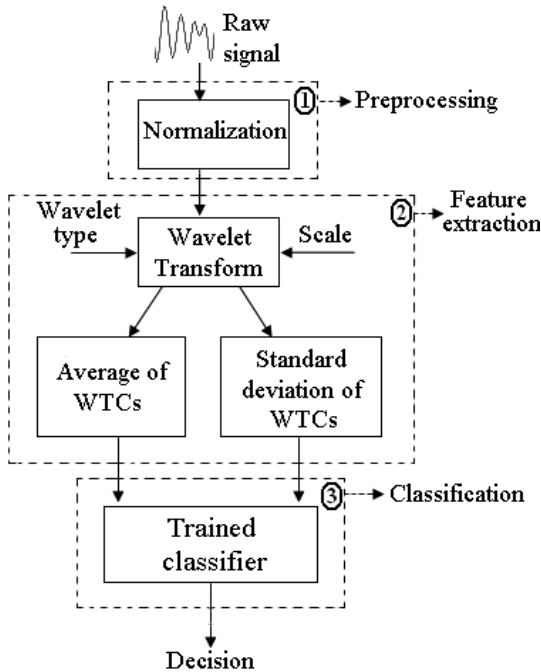 Raw
signal
1
Preprocessing
Normalization
Wavelet
type
2
Feature
extraction
Wavelet
Transform
Scale
Average of
WTCs
Standard
deviation of
WTCs
3
Classification
Trained
classifier
Decision